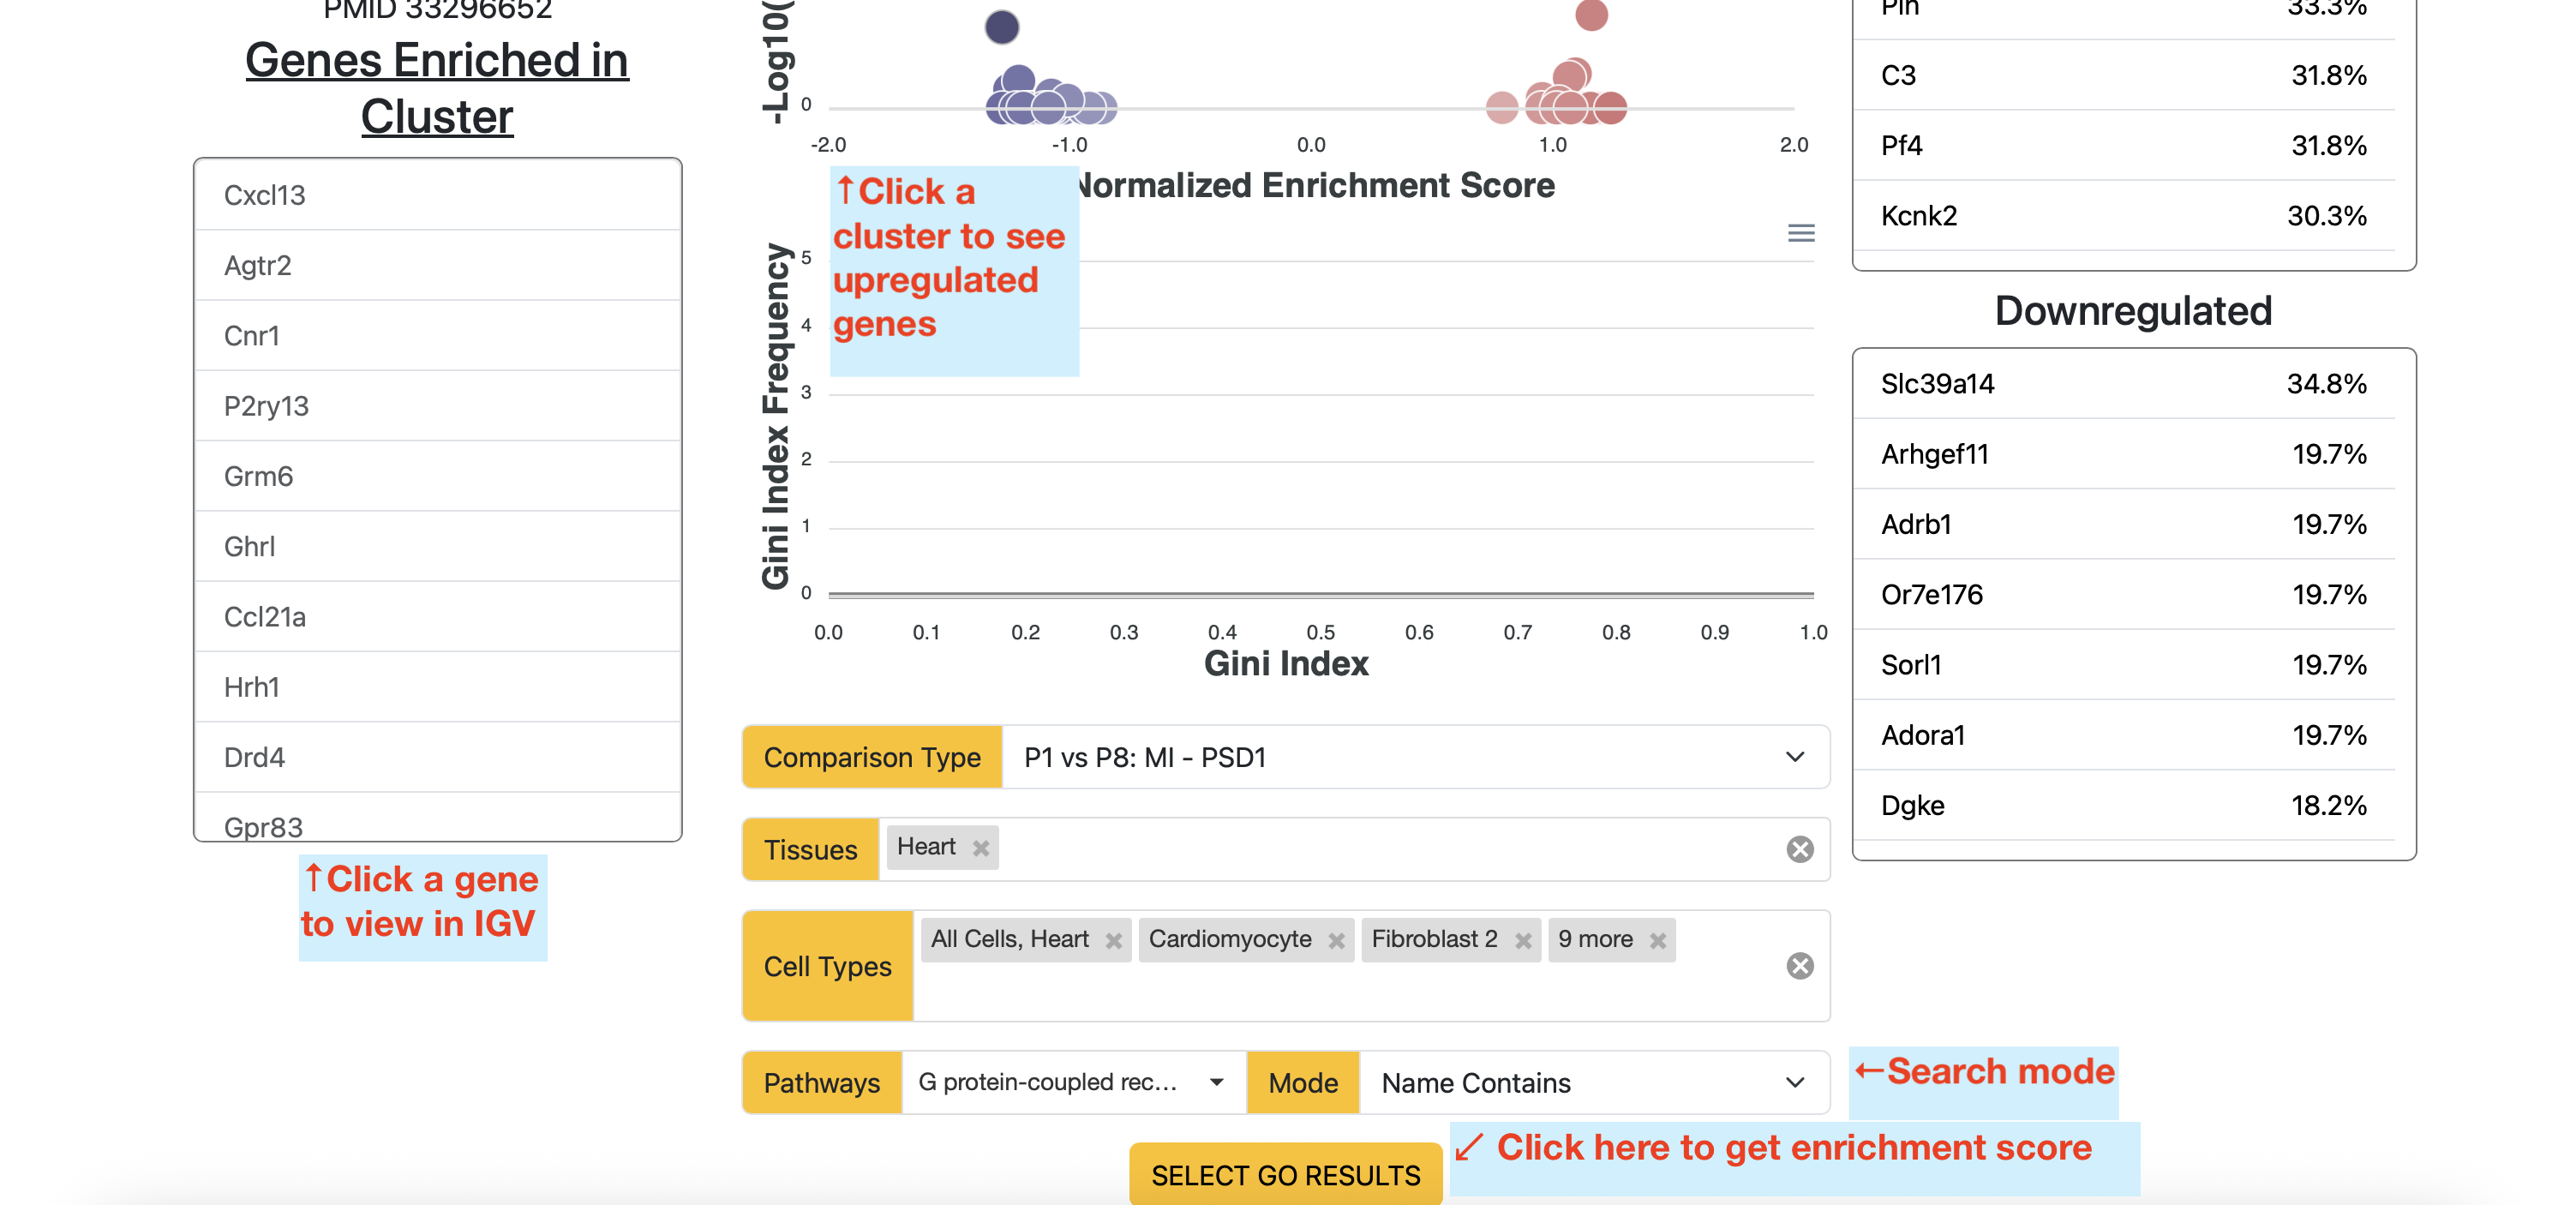 PMID 33296652
Genes Enriched in
Cluster
Cxcl13
Agtr2
Cnr1
P2ry13
Grm6
Ghrl
Ccl21a
Hrh1
Drd4
Gpr83
↑Click a gene
to view in IGV
-Log10(
0
-2.0 -1.0 0.0 1.0 2.0
Normalized Enrichment Score
↑Click a
cluster to see
upregulated
genes
Gini Index Frequency
5
4
3
2
1
0
0.0 0.1 0.2 0.3 0.4 0.5 0.6 0.7 0.8 0.9 1.0
Gini Index
Comparison Type P1 vs P8: MI - PSD1
Tissues Heart
Cell Types All Cells, Heart Cardiomyocyte Fibroblast 2 9 more
Pathways G protein-coupled rec... Mode Name Contains
←Search mode
SELECT GO RESULTS
↙ Click here to get enrichment score
Pln 33.3%
C3 31.8%
Pf4 31.8%
Kcnk2 30.3%
Downregulated
Slc39a14 34.8%
Arhgef11 19.7%
Adrb1 19.7%
Or7e176 19.7%
Sorl1 19.7%
Adora1 19.7%
Dgke 18.2%